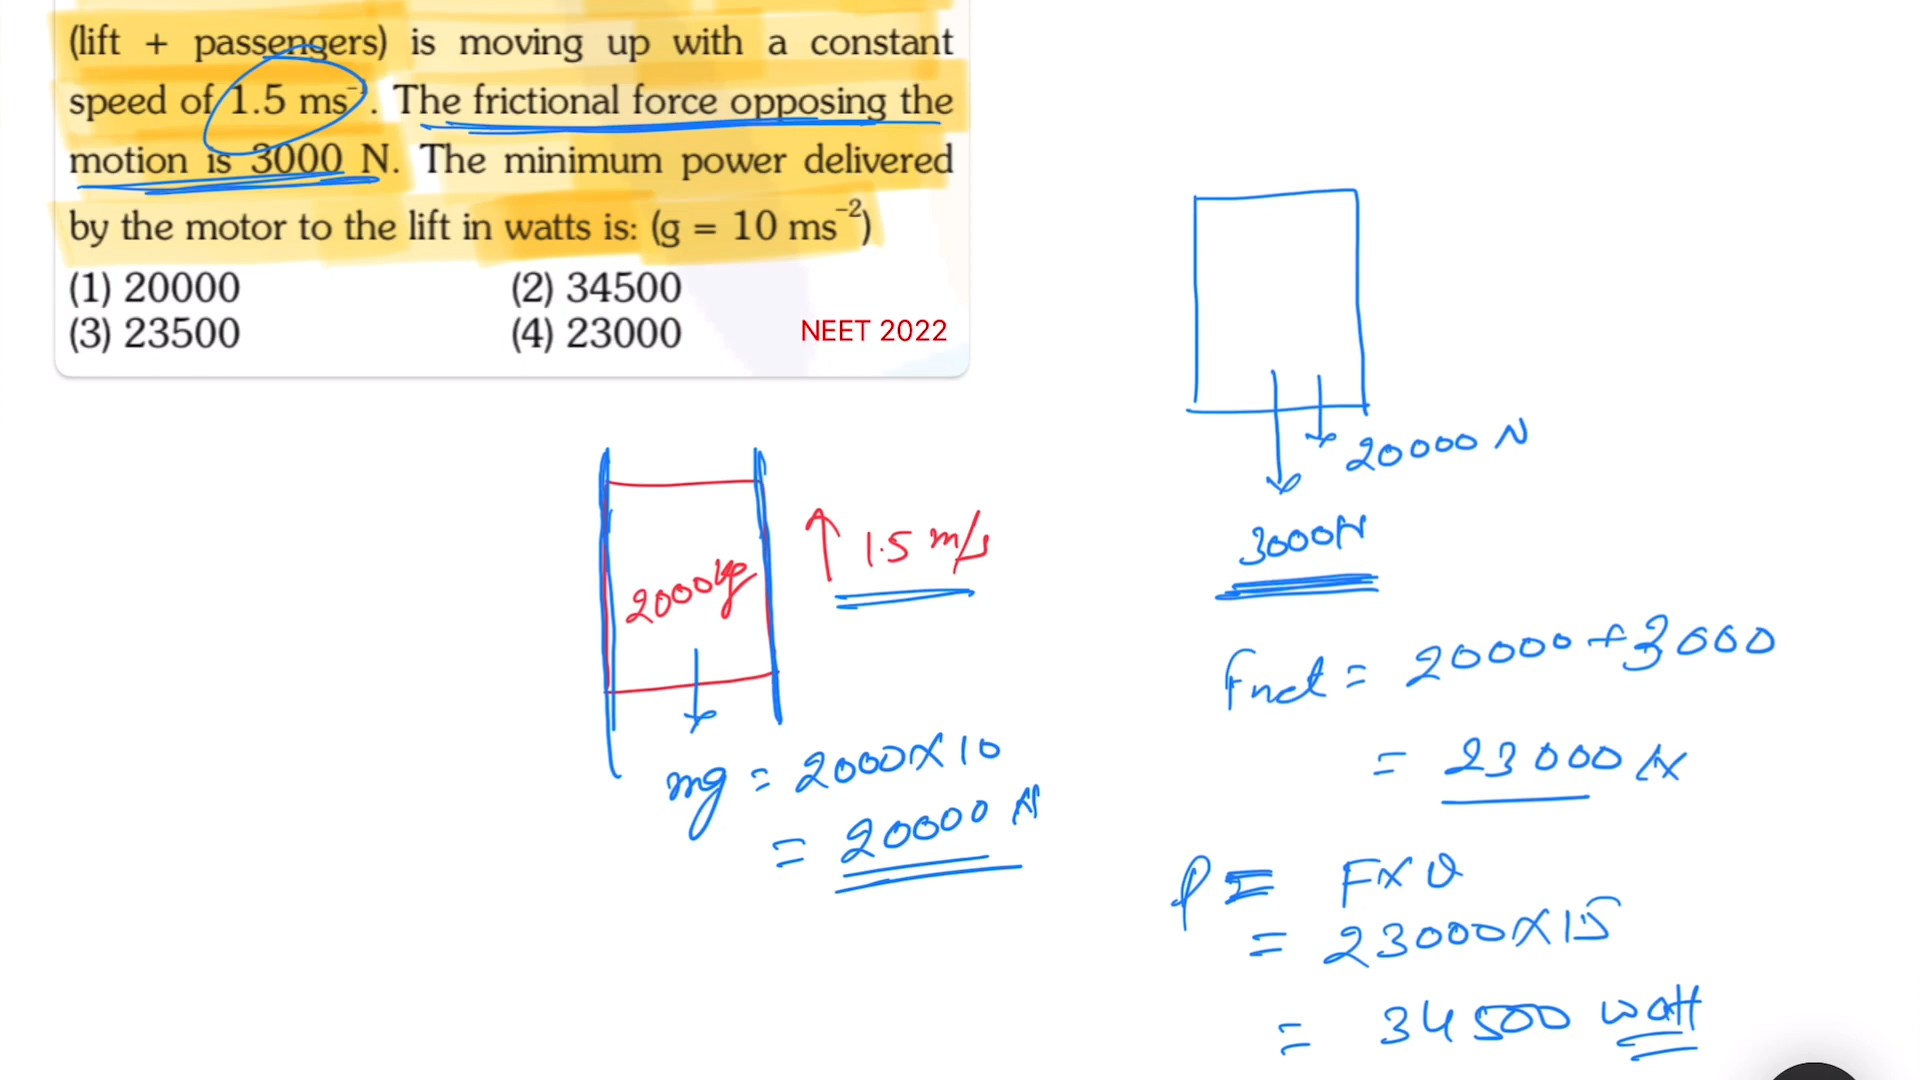 (lift + passengers) is moving up with a constant
speed of 1.5 ms⁻¹. The frictional force opposing the
motion is 3000 N. The minimum power delivered
by the motor to the lift in watts is: (g = 10 ms⁻²)
(1) 20000 (2) 34500
(3) 23500 (4) 23000
NEET 2022
2000kg
↑ 1.5 m/s
mg = 2000×10
= 20000 N
20000 N
3000N
Fnet = 20000+3000
= 23000 N
P = F×v
= 23000×15
= 34500 watt